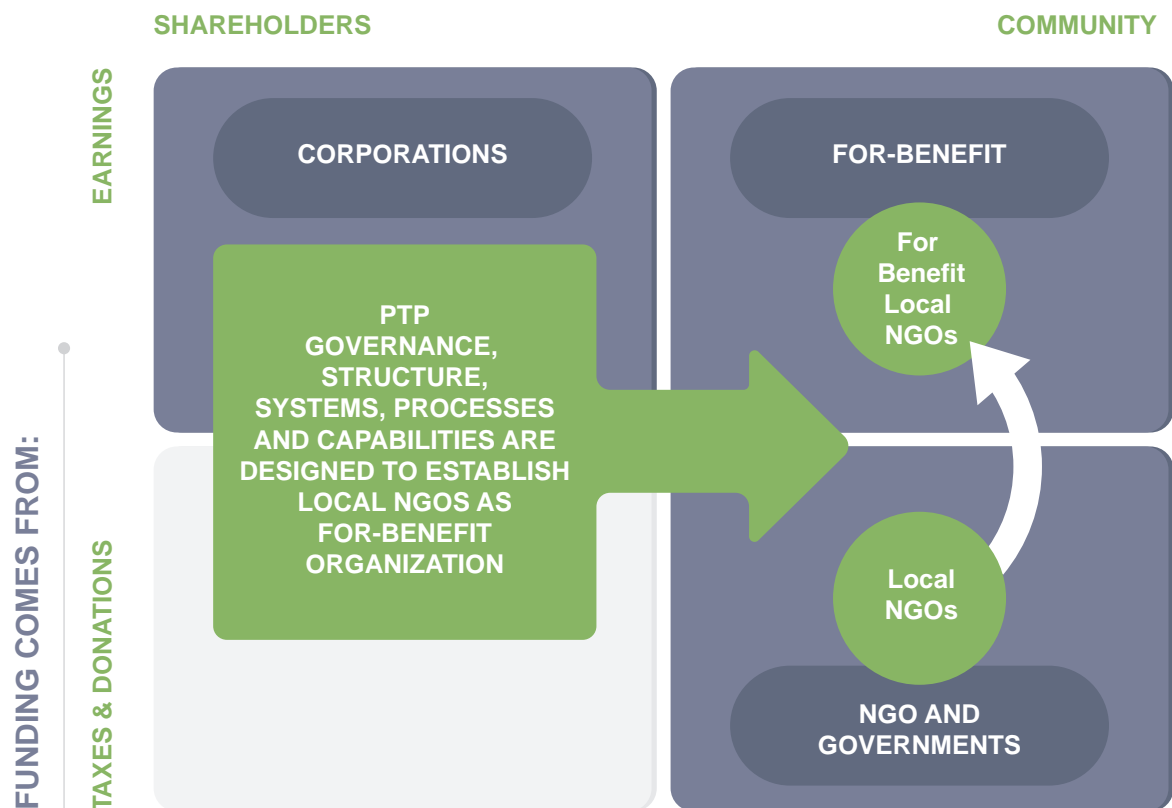 SHAREHOLDERS
COMMUNITY
EARNINGS
CORPORATIONS
FOR-BENEFIT
For
Benefit
Local
NGOs
PTP
GOVERNANCE,
STRUCTURE,
SYSTEMS, PROCESSES
AND CAPABILITIES ARE
DESIGNED TO ESTABLISH
LOCAL NGOS AS
FOR-BENEFIT
ORGANIZATION
FUNDING COMES FROM:
TAXES & DONATIONS
Local
NGOs
NGO AND
GOVERNMENTS